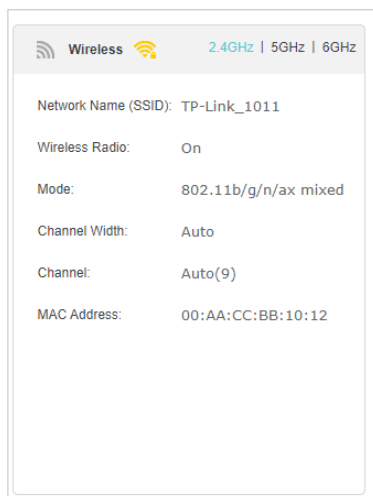 Wireless 2.4GHz | 5GHz | 6GHz
Network Name (SSID): TP-Link_1011
Wireless Radio: On
Mode: 802.11b/g/n/ax mixed
Channel Width: Auto
Channel: Auto(9)
MAC Address: 00:AA:CC:BB:10:12